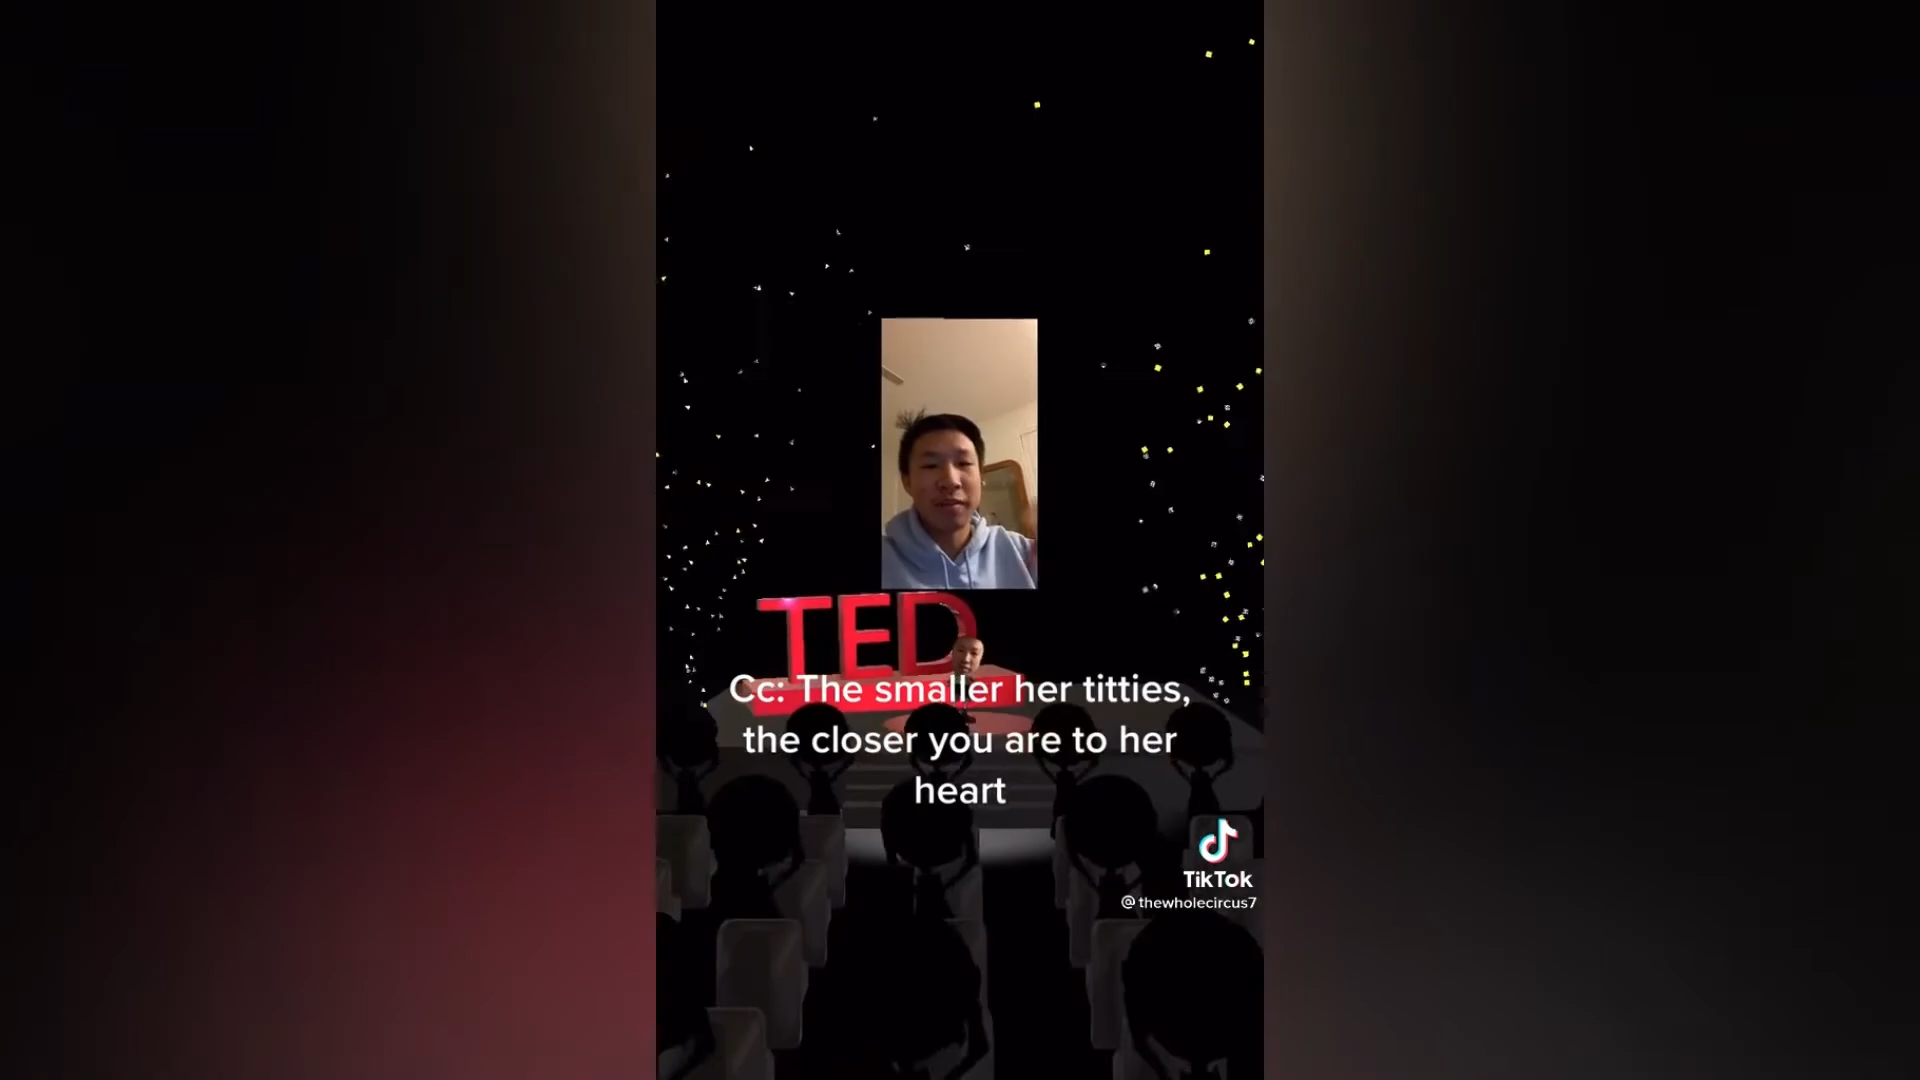 TED
Cc: The smaller her titties,
the closer you are to her
heart
TikTok
@thewholecircus7